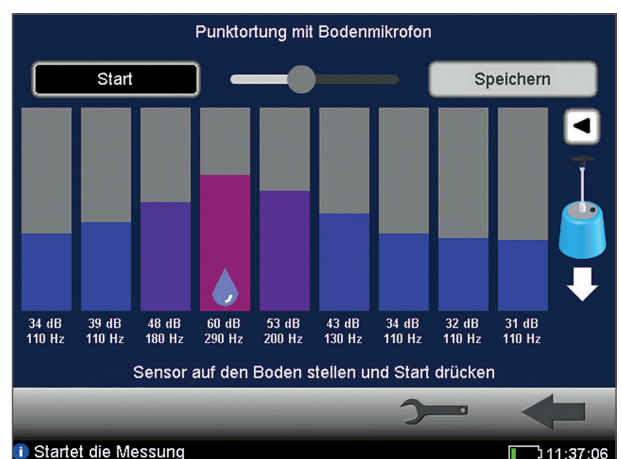 Punktortung mit Bodenmikrofon
Start
Speichern
34 dB 39 dB 48 dB 60 dB 53 dB 43 dB 34 dB 32 dB 31 dB
110 Hz 110 Hz 180 Hz 290 Hz 200 Hz 130 Hz 110 Hz 110 Hz 110 Hz
Sensor auf den Boden stellen und Start drücken
Startet die Messung
11:37:06